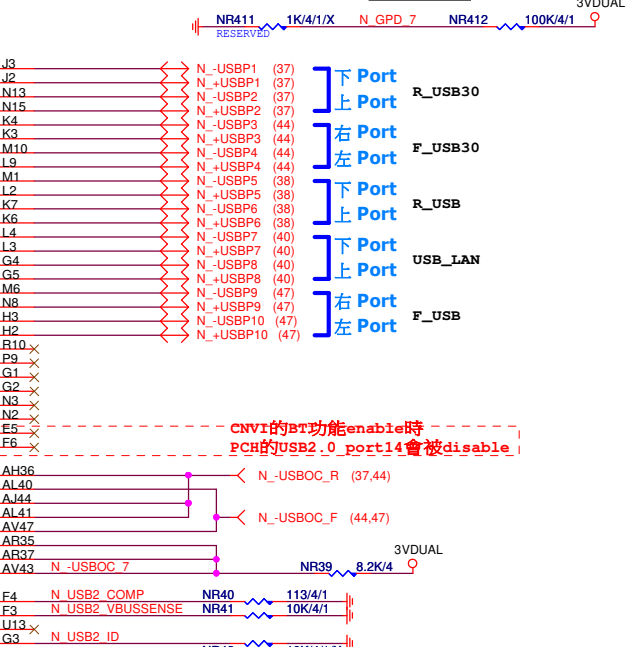 3VDUAL
NR411 1K/4/1/X N_GPD_7 NR412 100K/4/1
RESERVED
J3 N_-USBP1 (37)
下 Port
J2 N_+USBP1 (37)
R_USB30
N13 N_-USBP2 (37)
上 Port
N15 N_+USBP2 (37)
K4 N_-USBP3 (44)
右 Port
K3 N_+USBP3 (44)
F_USB30
M10 N_-USBP4 (44)
左 Port
L9 N_+USBP4 (44)
M1 N_-USBP5 (38)
下 Port
L2 N_+USBP5 (38)
R_USB
K7 N_-USBP6 (38)
上 Port
K6 N_+USBP6 (38)
L4 N_-USBP7 (40)
下 Port
L3 N_+USBP7 (40)
USB_LAN
G4 N_-USBP8 (40)
上 Port
G5 N_+USBP8 (40)
M6 N_-USBP9 (47)
右 Port
N8 N_+USBP9 (47)
F_USB
H3 N_-USBP10 (47)
左 Port
H2 N_+USBP10 (47)
R10
P9
G1
G2
N3
N2
E5
CNVI的BT功能enable時
F6
PCH的USB2.0 port14會被disable
AH36 N_-USBOC_R (37,44)
AL40
AJ44
AL41 N_-USBOC_F (44,47)
AV47
AR35
3VDUAL
AR37
AV43 N_-USBOC_7 NR39 8.2K/4
F4 N_USB2_COMP NR40 113/4/1
F3 N_USB2_VBUSSENSE NR41 10K/4/1
U13
G3 N_USB2_ID